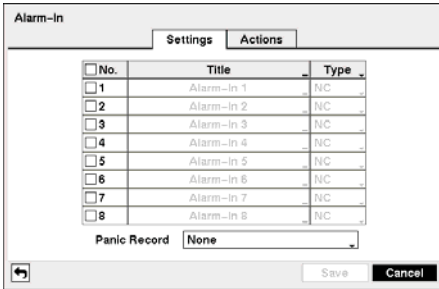 Alarm–In
Settings Actions
No. Title Type
1 Alarm–In 1 NC
2 Alarm–In 2 NC
3 Alarm–In 3 NC
4 Alarm–In 4 NC
5 Alarm–In 5 NC
6 Alarm–In 6 NC
7 Alarm–In 7 NC
8 Alarm–In 8 NC
Panic Record None
Save Cancel